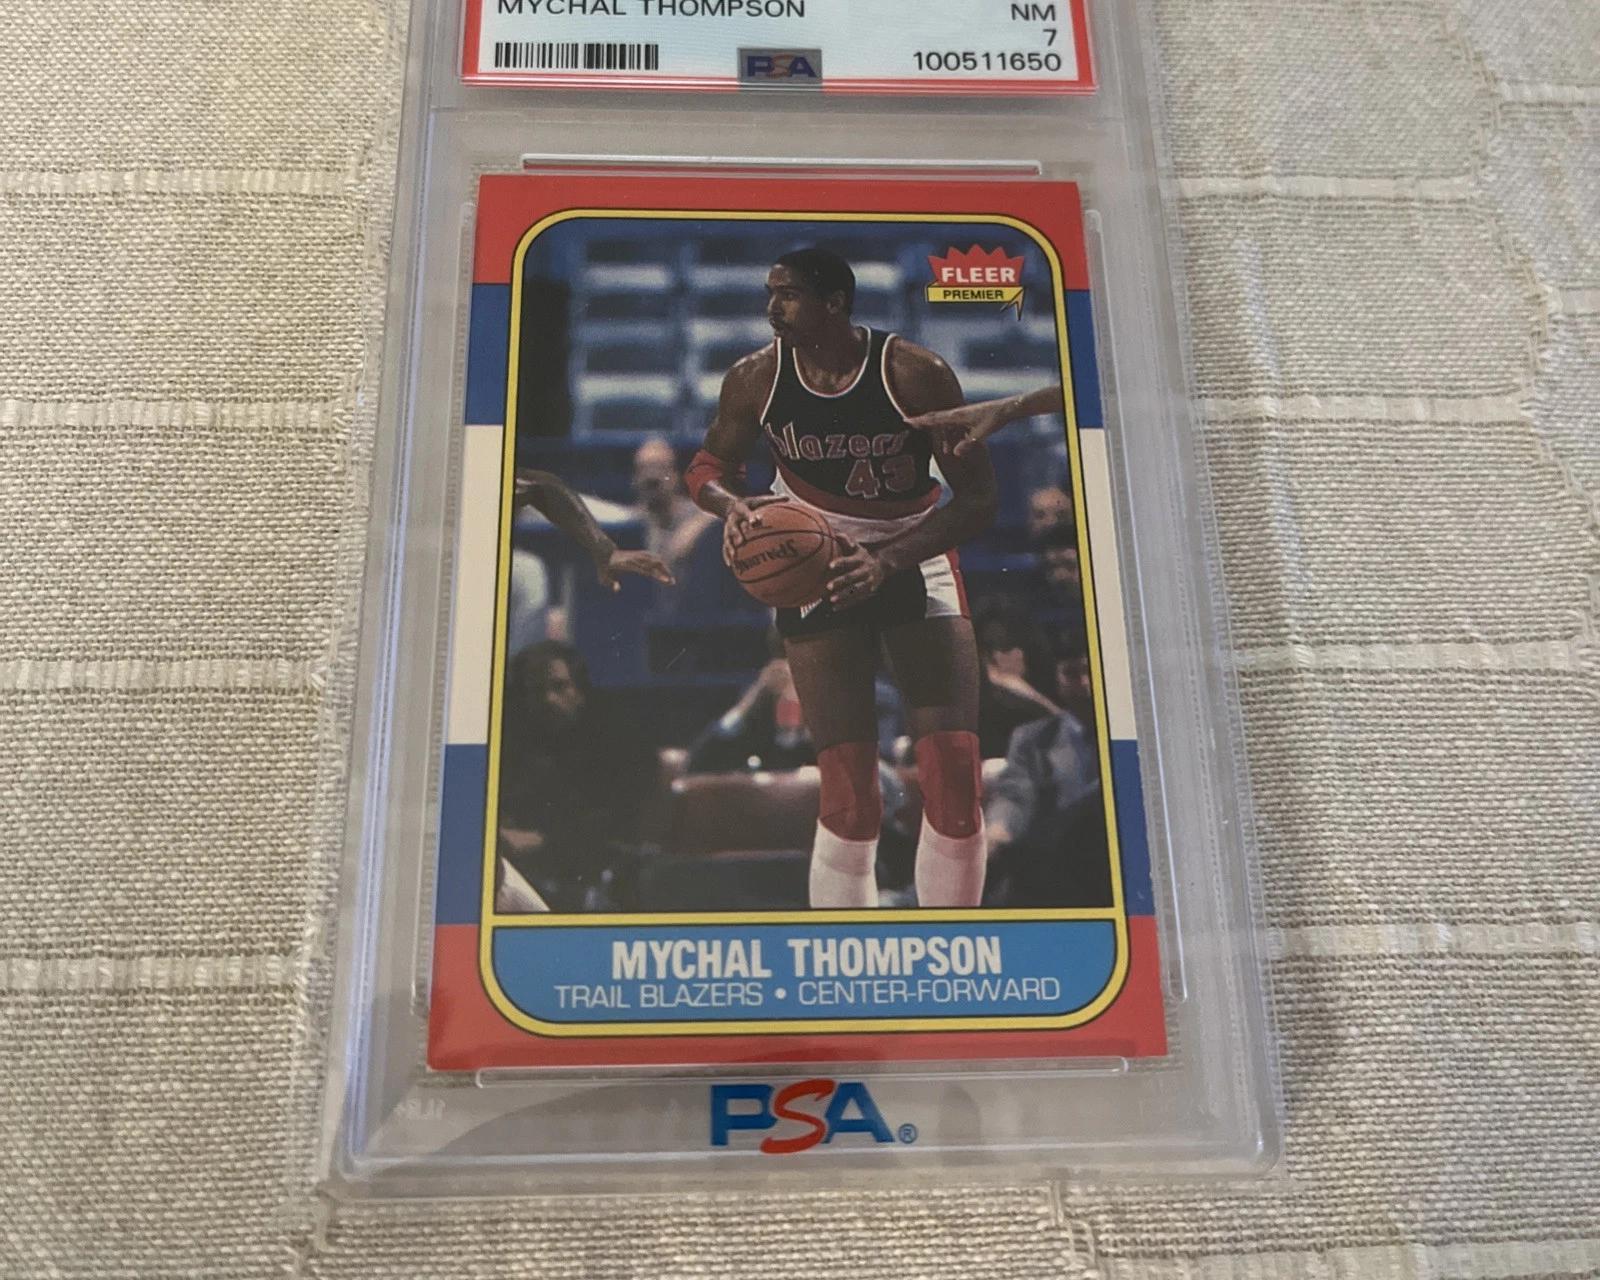 MYCHAL THOMPSON
NM
7
PSA
100511650
FLEER
PREMIER
blazers
43
SPALDING
MYCHAL THOMPSON
TRAIL BLAZERS • CENTER-FORWARD
PSA®